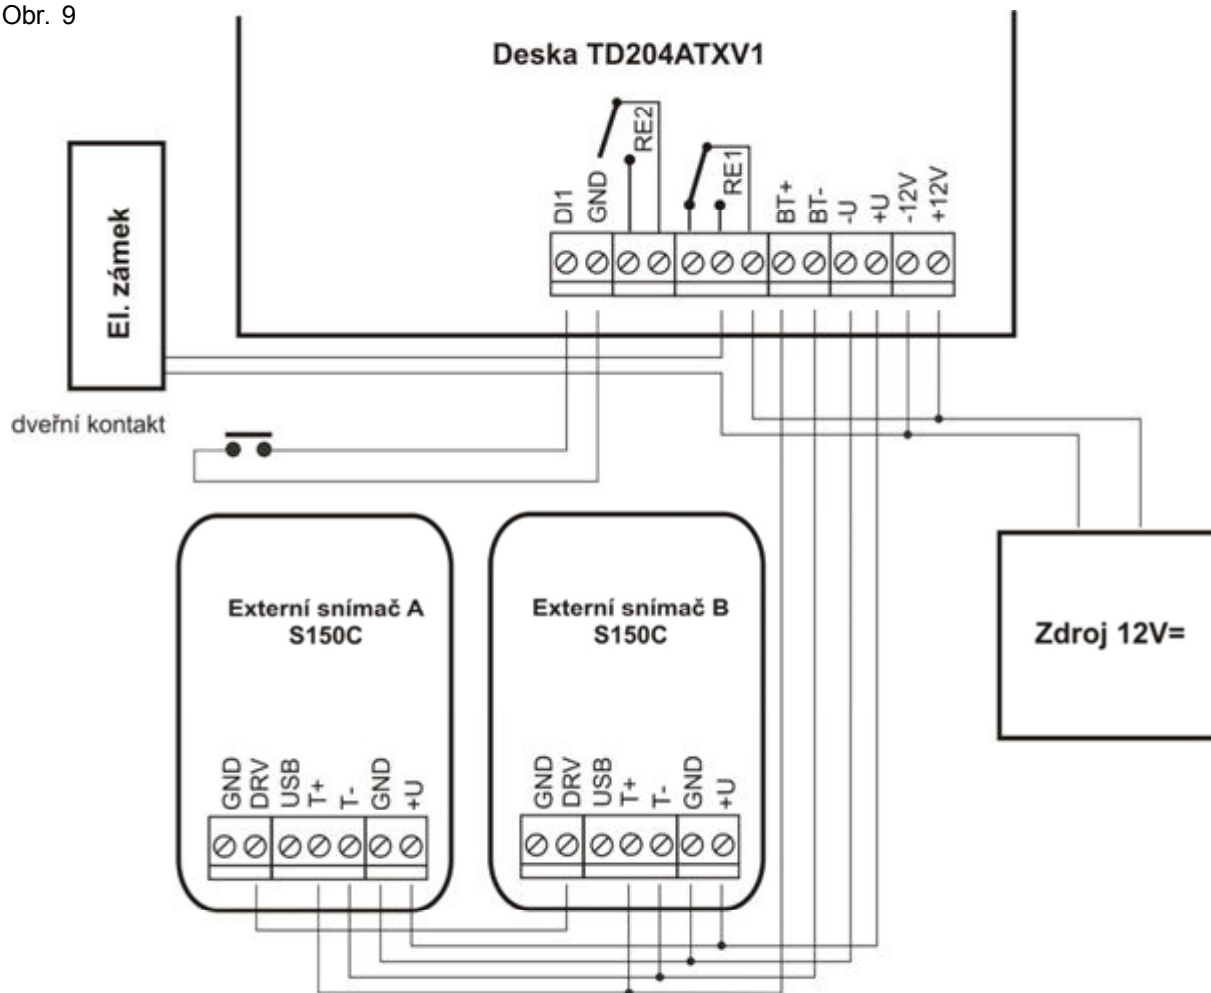 Obr. 9
Deska TD204ATXV1
RE2
RE1
DI1
GND
BT+
BT-
-U
+U
-12V
+12V
El. zámek
dveřní kontakt
Externí snímač A
S150C
Externí snímač B
S150C
Zdroj 12V=
GND
DRV
USB
T+
T-
GND
+U
GND
DRV
USB
T+
T-
GND
+U